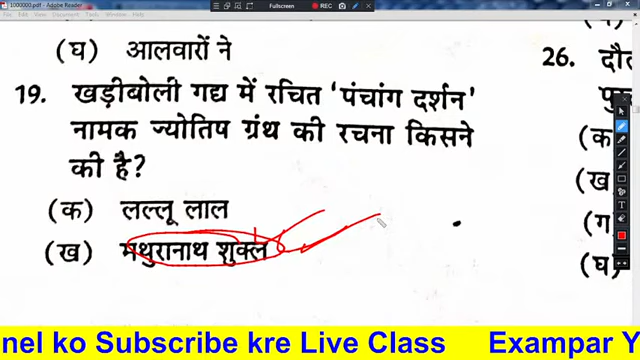 1000000.pdf - Adobe Reader
File Edit View Document Tools Window Help
Fullscreen REC
(घ) आलवारों ने
19. खड़ीबोली गद्य में रचित 'पंचांग दर्शन'
नामक ज्योतिष ग्रंथ की रचना किसने
की है?
(क) लल्लू लाल
(ख) मथुरानाथ शुक्ल
26. दौल
पु
(क
(ख
(ग
(घ)
nel ko Subscribe kre Live Class Exampar Y